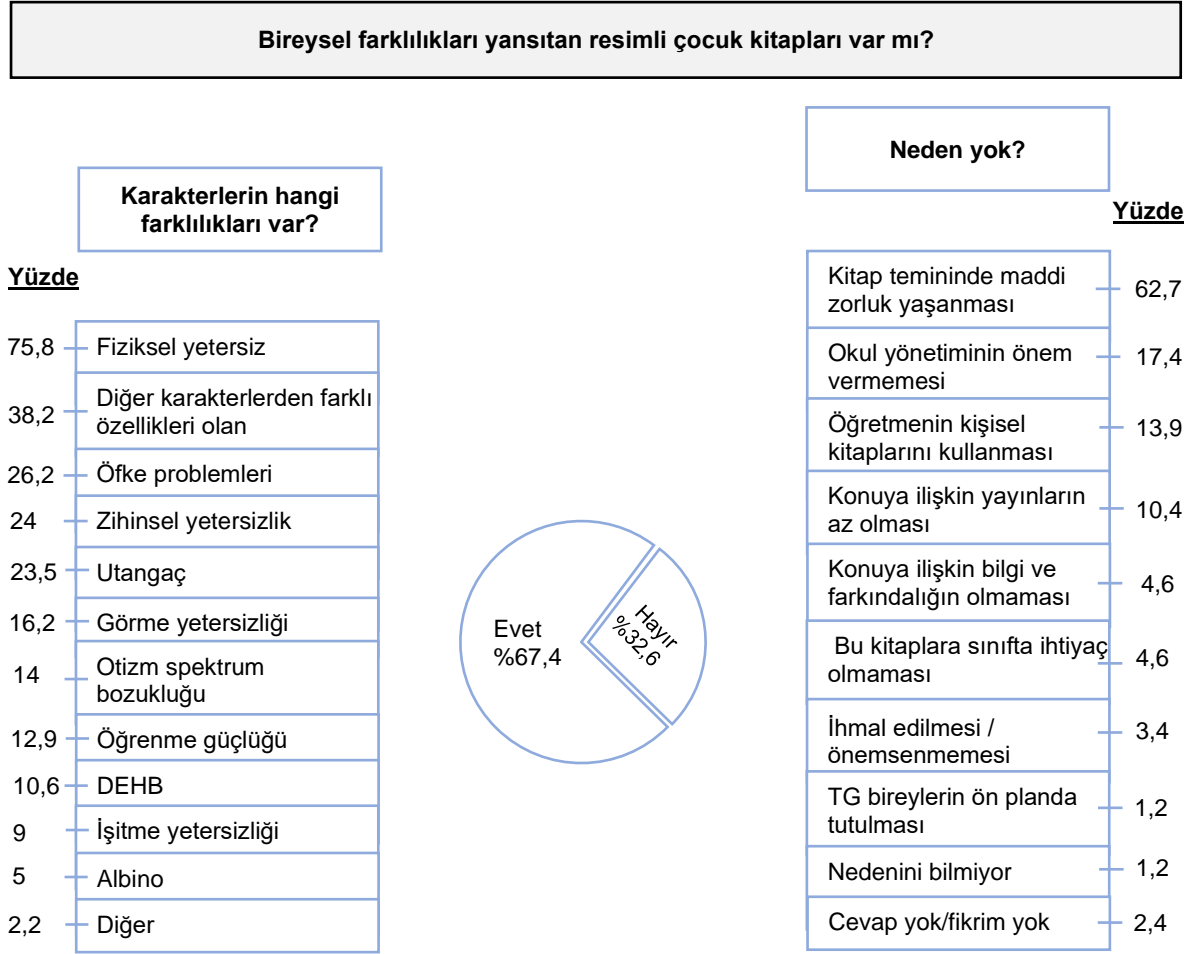 Bireysel farklılıkları yansıtan resimli çocuk kitapları var mı?
Karakterlerin hangi
farklılıkları var?
Yüzde
75,8 Fiziksel yetersiz
38,2 Diğer karakterlerden farklı
özellikleri olan
26,2 Öfke problemleri
24 Zihinsel yetersizlik
23,5 Utangaç
16,2 Görme yetersizliği
14 Otizm spektrum
bozukluğu
12,9 Öğrenme güçlüğü
10,6 DEHB
9 İşitme yetersizliği
5 Albino
2,2 Diğer
Evet
%67,4
Hayır
%32,6
Neden yok?
Yüzde
Kitap temininde maddi
zorluk yaşanması 62,7
Okul yönetiminin önem
vermemesi 17,4
Öğretmenin kişisel
kitaplarını kullanması 13,9
Konuya ilişkin yayınların
az olması 10,4
Konuya ilişkin bilgi ve
farkındalığın olmaması 4,6
Bu kitaplara sınıfta ihtiyaç
olmaması 4,6
İhmal edilmesi /
önemsenmemesi 3,4
TG bireylerin ön planda
tutulması 1,2
Nedenini bilmiyor 1,2
Cevap yok/fikrim yok 2,4